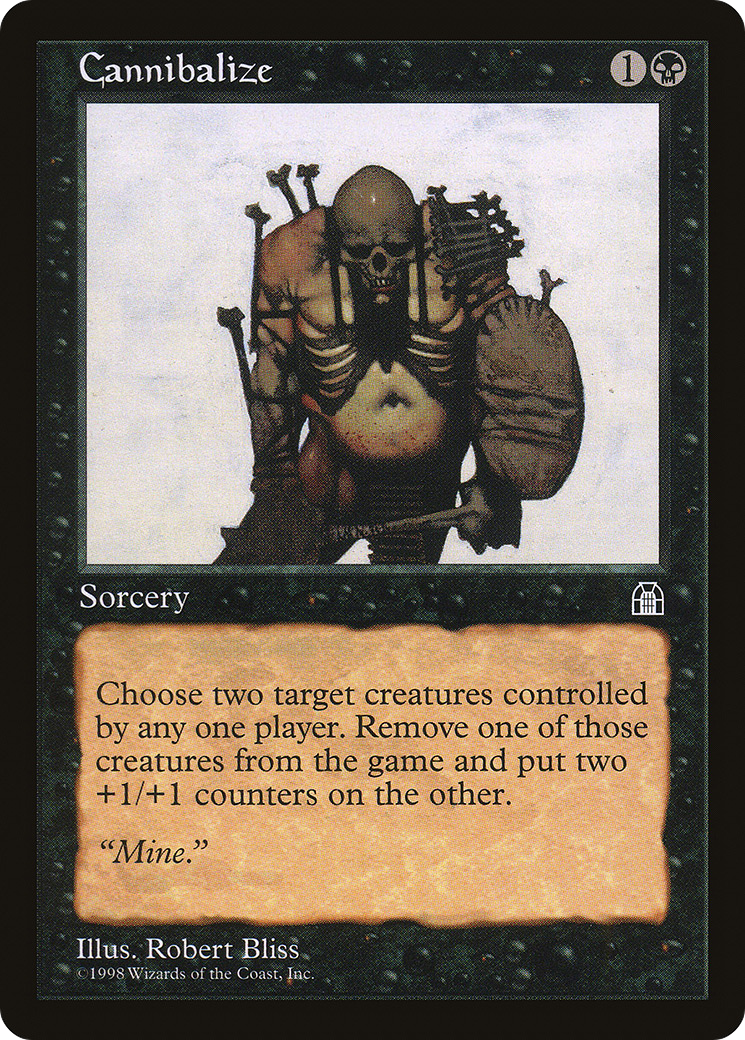 Cannibalize 1
Sorcery
Choose two target creatures controlled
by any one player. Remove one of those
creatures from the game and put two
+1/+1 counters on the other.
“Mine.”
Illus. Robert Bliss
©1998 Wizards of the Coast, Inc.